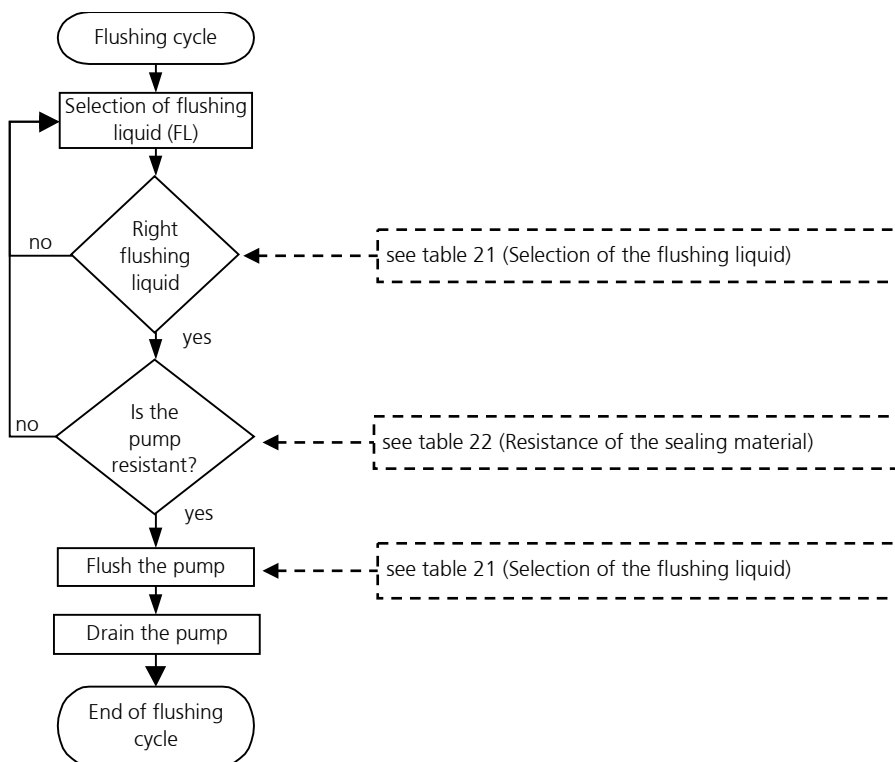 Flushing cycle
Selection of flushing
liquid (FL)
Right
flushing
liquid
no
see table 21 (Selection of the flushing liquid)
yes
Is the
pump
resistant?
no
see table 22 (Resistance of the sealing material)
yes
Flush the pump
see table 21 (Selection of the flushing liquid)
Drain the pump
End of flushing
cycle